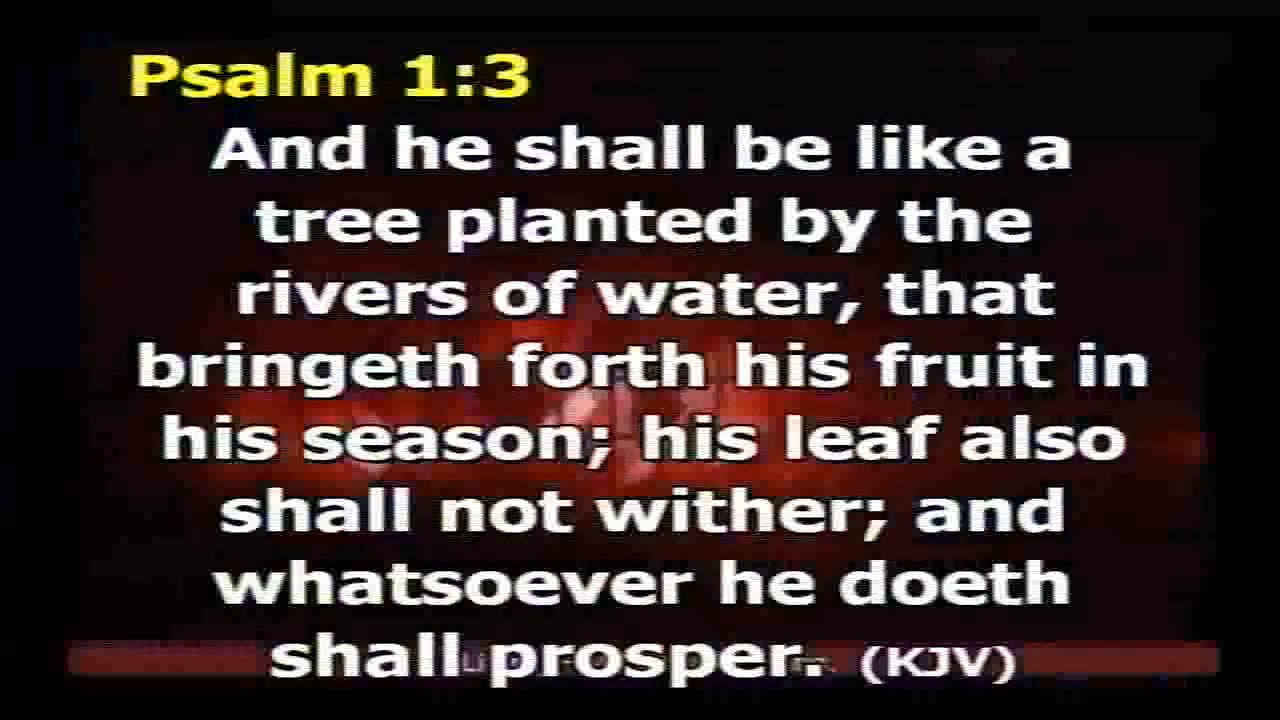 Psalm 1:3
And he shall be like a
tree planted by the
rivers of water, that
bringeth forth his fruit in
his season; his leaf also
shall not wither; and
whatsoever he doeth
shall prosper. (KJV)